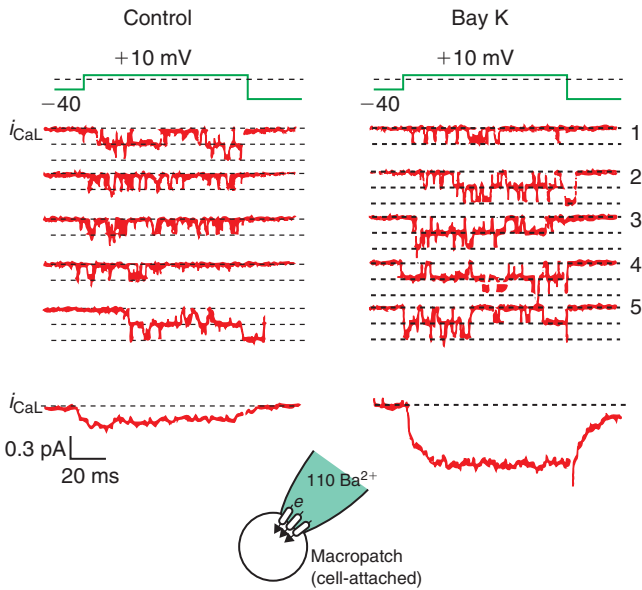 Control
Bay K
+10 mV
+10 mV
−40
−40
iCaL
1
2
3
4
5
iCaL
0.3 pA
20 ms
110 Ba²⁺
e
Macropatch
(cell-attached)